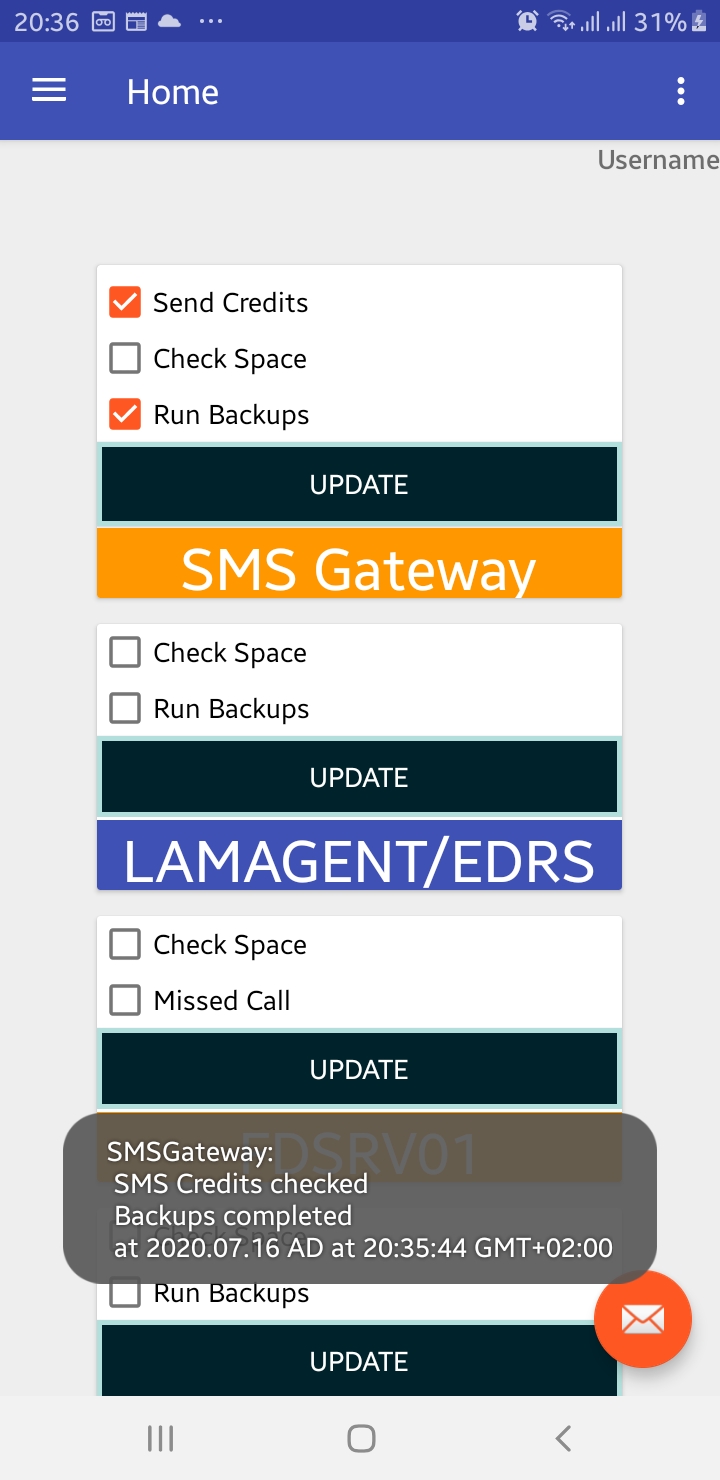 20:36
31%
Home
Username
Send Credits
Check Space
Run Backups
UPDATE
SMS Gateway
Check Space
Run Backups
UPDATE
LAMAGENT/EDRS
Check Space
Missed Call
UPDATE
FDSRV01
SMSGateway:
SMS Credits checked
Backups completed
at 2020.07.16 AD at 20:35:44 GMT+02:00
Check Space
Run Backups
UPDATE